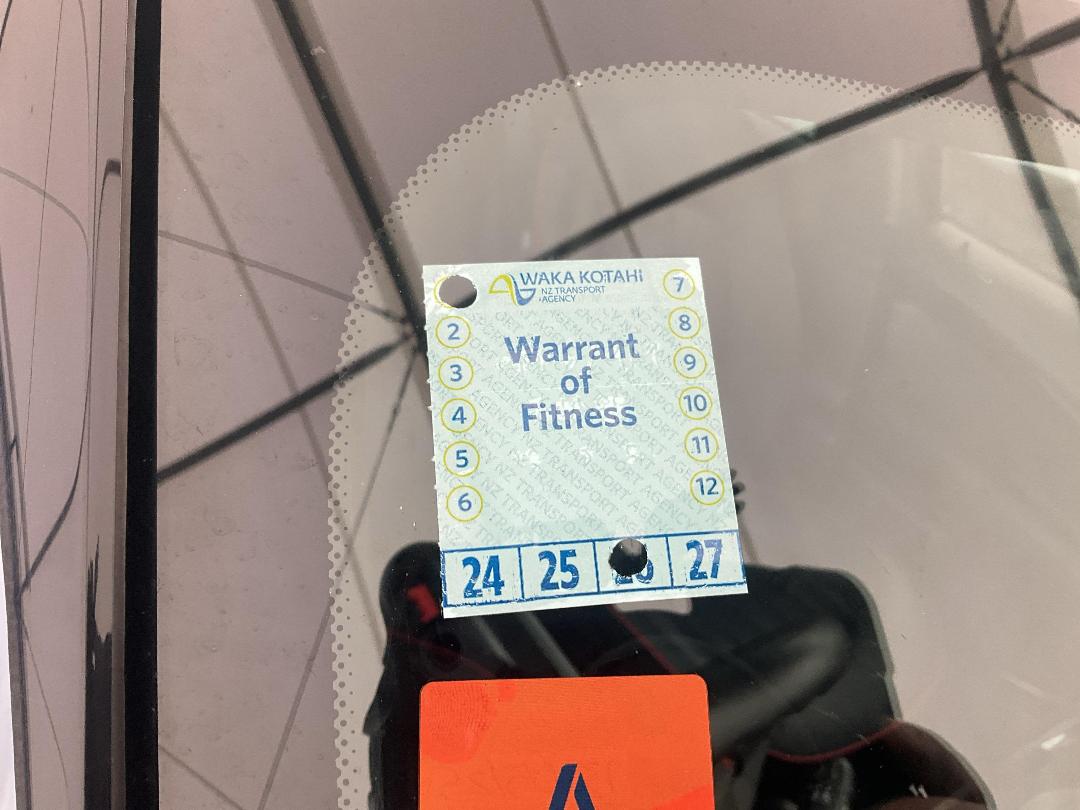 WAKA KOTAHI
NZ TRANSPORT
AGENCY
7
2
8
Warrant
3
9
of
4
10
Fitness
5
11
6
12
24 25 26 27